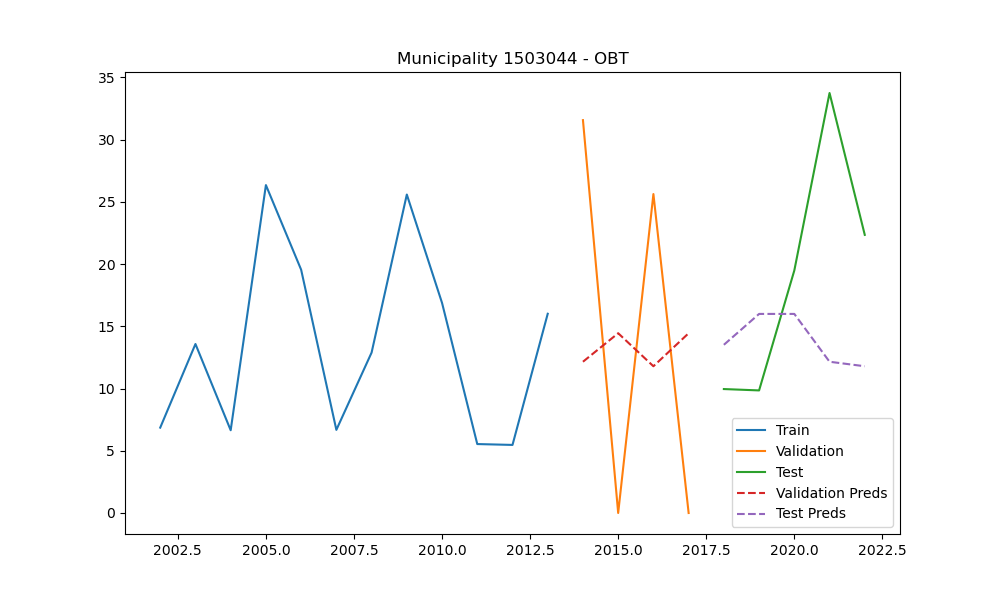 Municipality 1503044 - OBT
35
30
25
20
15
10
5
0
2002.5 2005.0 2007.5 2010.0 2012.5 2015.0 2017.5 2020.0 2022.5
Train
Validation
Test
Validation Preds
Test Preds